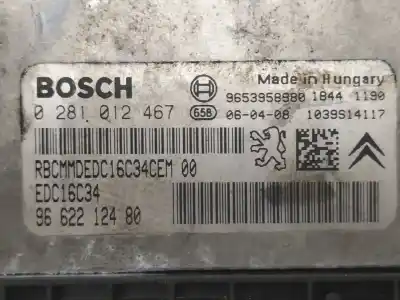 BOSCH
Made in Hungary
0 281 012 467
9653958980 1844 1190
658 06-04-08 1039S14117
RBCMMDEDC16C34CEM 00
EDC16C34
96 622 124 80